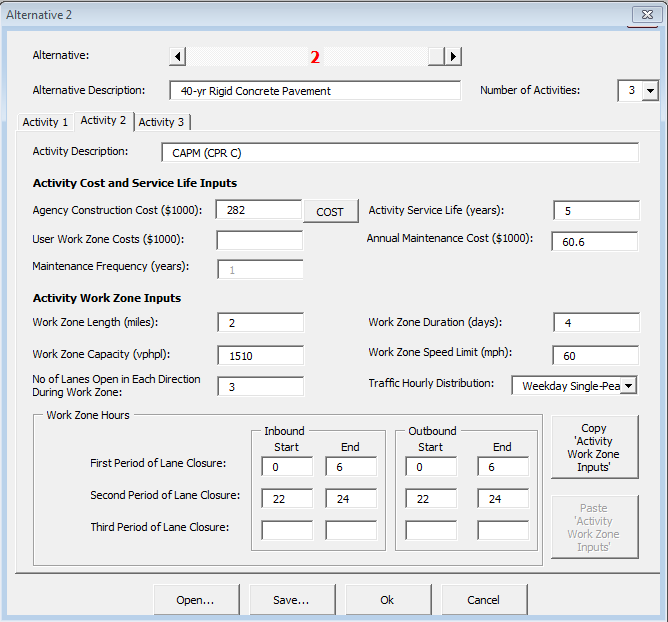 Alternative 2
Alternative: 2
Alternative Description: 40-yr Rigid Concrete Pavement Number of Activities: 3
Activity 1 Activity 2 Activity 3
Activity Description: CAPM (CPR C)
Activity Cost and Service Life Inputs
Agency Construction Cost ($1000): 282 COST Activity Service Life (years): 5
User Work Zone Costs ($1000): Annual Maintenance Cost ($1000): 60.6
Maintenance Frequency (years): 1
Activity Work Zone Inputs
Work Zone Length (miles): 2 Work Zone Duration (days): 4
Work Zone Capacity (vphpl): 1510 Work Zone Speed Limit (mph): 60
No of Lanes Open in Each Direction
During Work Zone: 3 Traffic Hourly Distribution: Weekday Single-Pea
Work Zone Hours
Inbound Outbound
Start End Start End
First Period of Lane Closure: 0 6 0 6
Second Period of Lane Closure: 22 24 22 24
Third Period of Lane Closure:
Copy
'Activity
Work Zone
Inputs'
Paste
'Activity
Work Zone
Inputs'
Open... Save... Ok Cancel